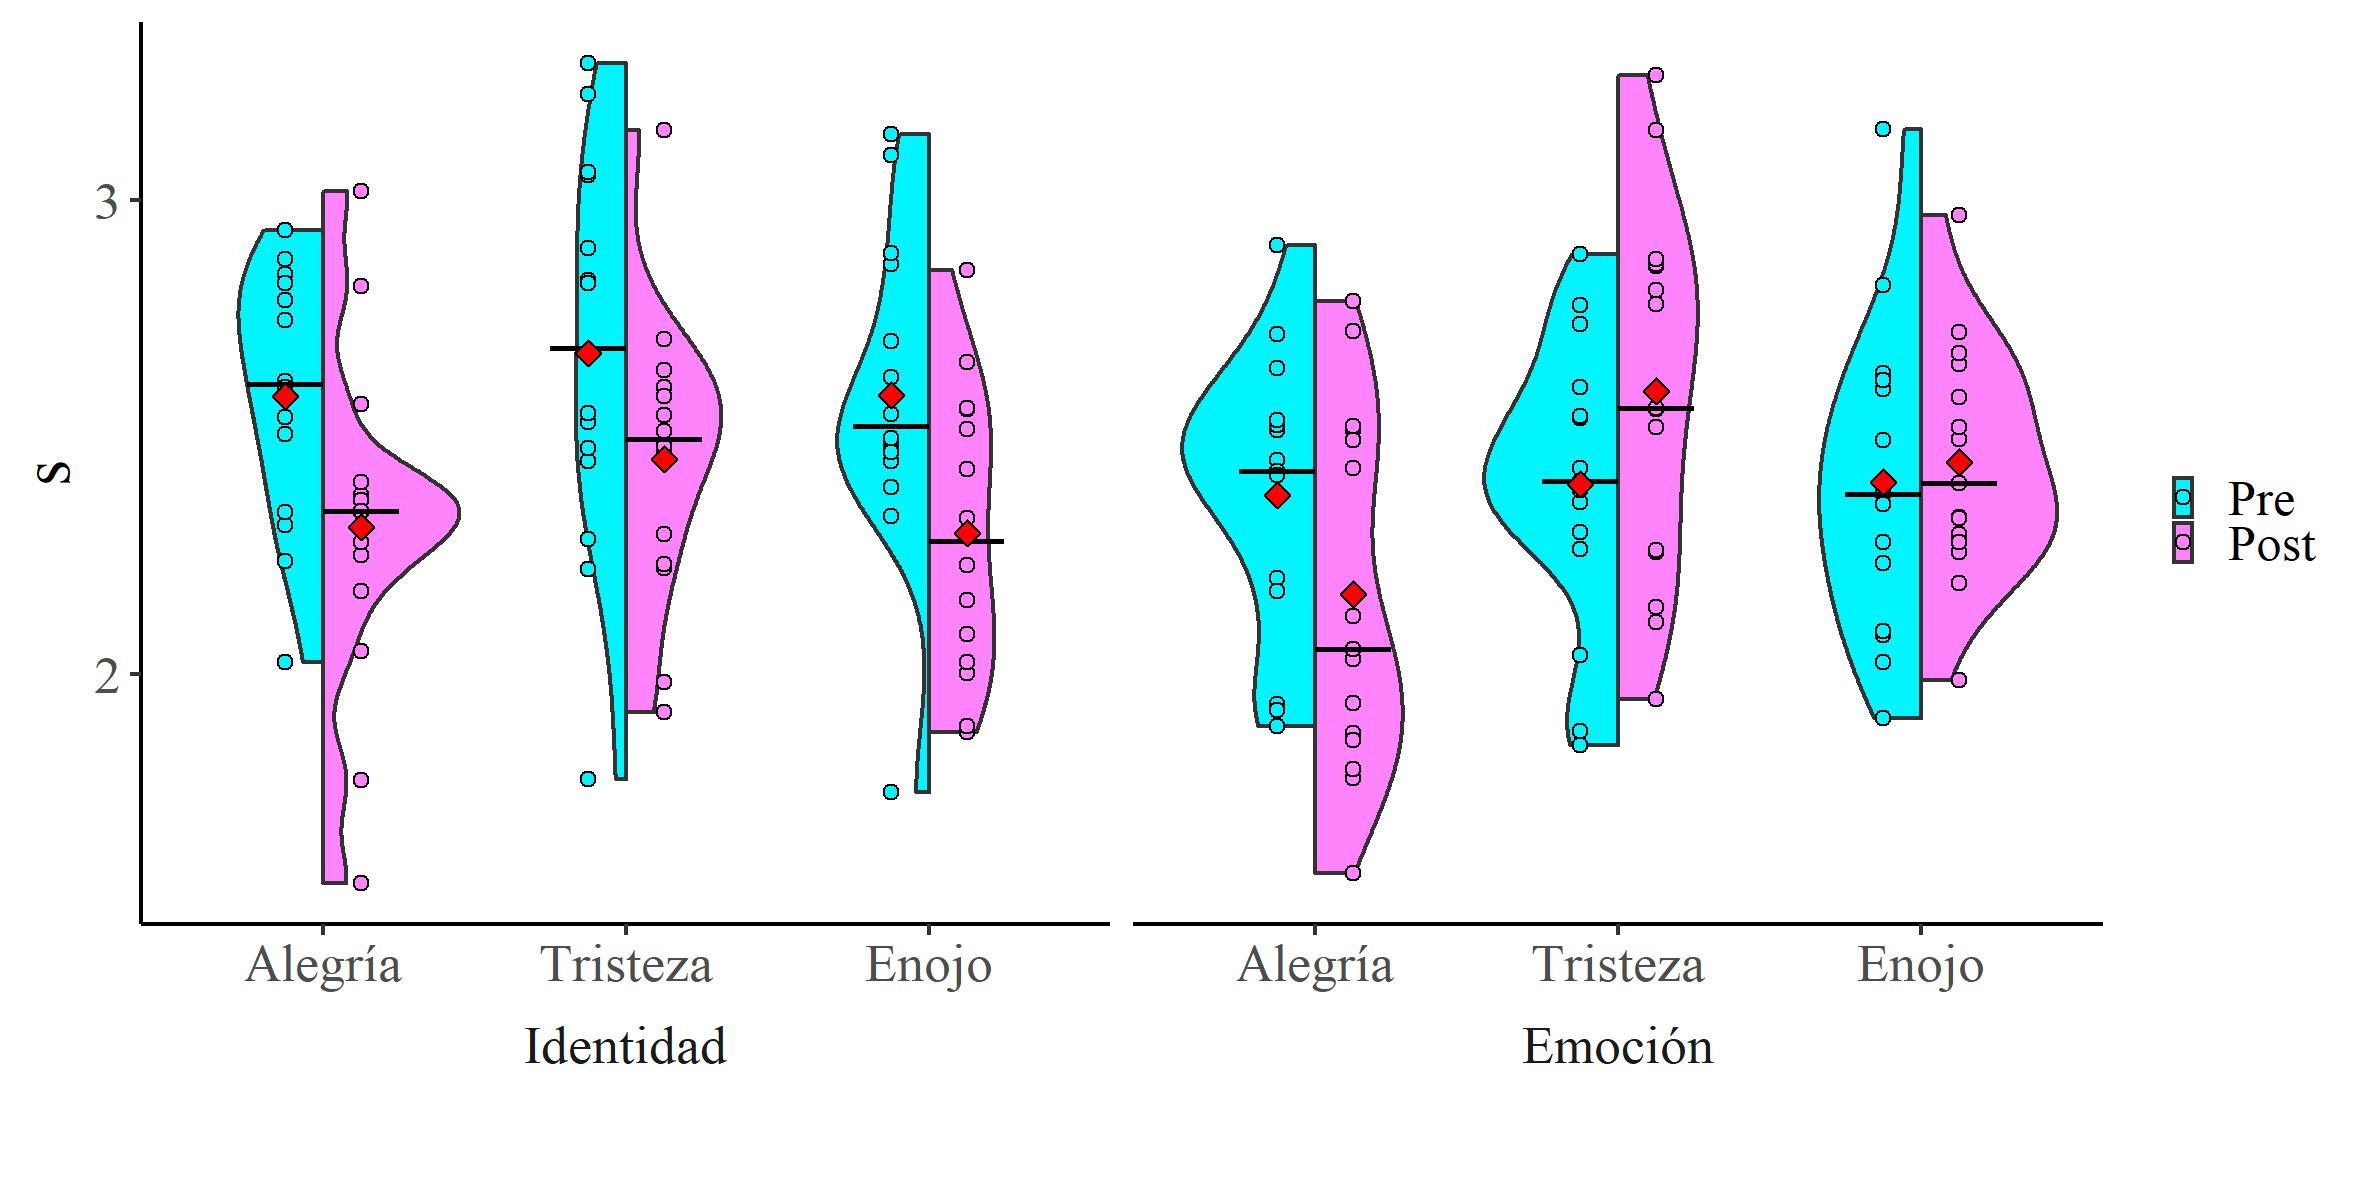 s
3
2
Alegría Tristeza Enojo Alegría Tristeza Enojo
Identidad Emoción
Pre
Post